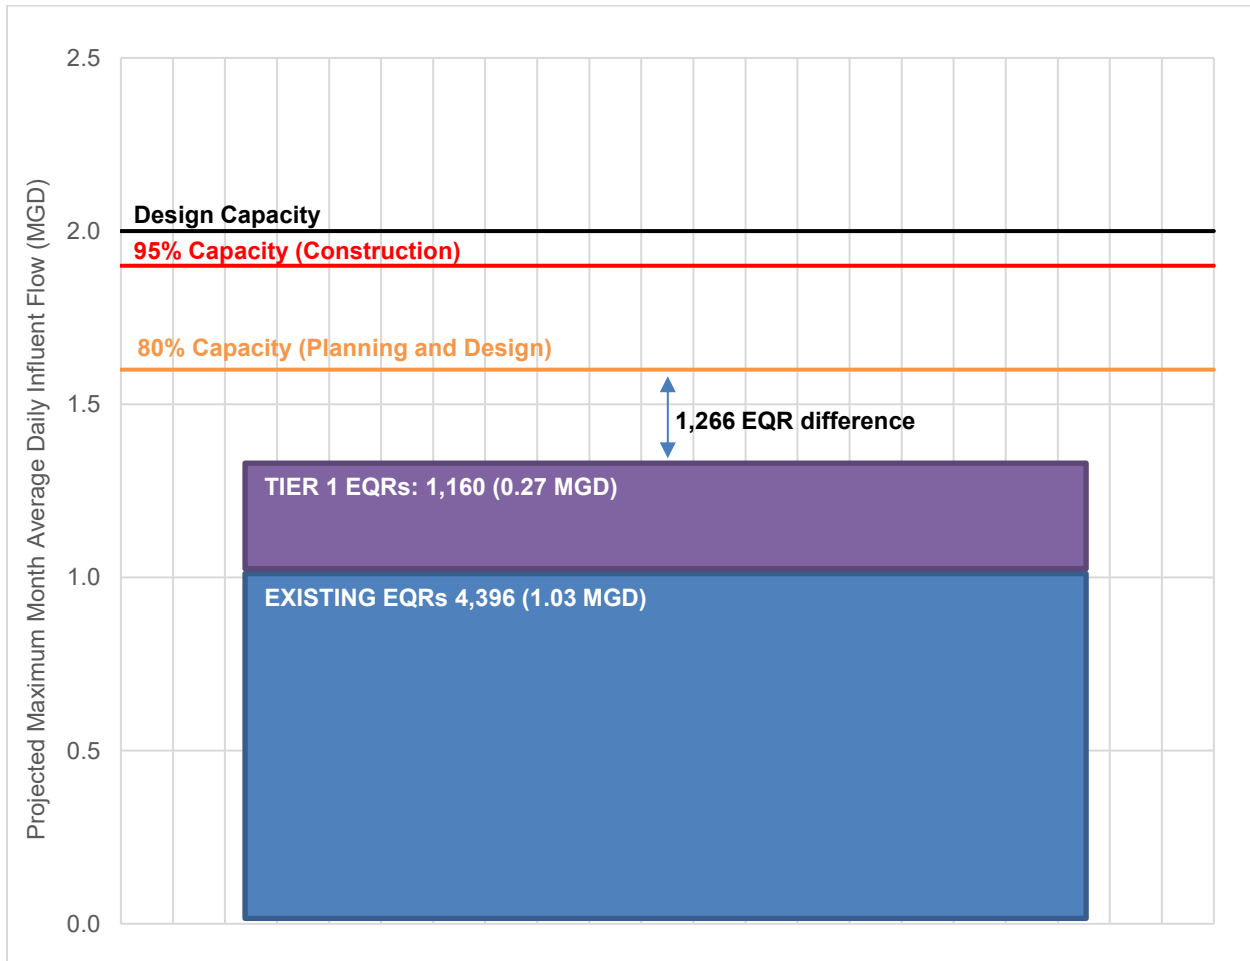 Projected Maximum Month Average Daily Influent Flow (MGD)
2.5
2.0
1.5
1.0
0.5
0.0
Design Capacity
95% Capacity (Construction)
80% Capacity (Planning and Design)
1,266 EQR difference
TIER 1 EQRs: 1,160 (0.27 MGD)
EXISTING EQRs 4,396 (1.03 MGD)